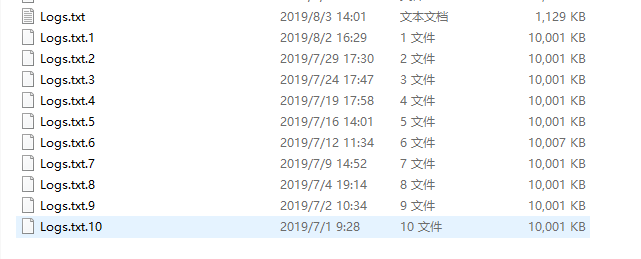 Logs.txt 2019/8/3 14:01 文本文档 1,129 KB
Logs.txt.1 2019/8/2 16:29 1 文件 10,001 KB
Logs.txt.2 2019/7/29 17:30 2 文件 10,001 KB
Logs.txt.3 2019/7/24 17:47 3 文件 10,001 KB
Logs.txt.4 2019/7/19 17:58 4 文件 10,001 KB
Logs.txt.5 2019/7/16 14:01 5 文件 10,001 KB
Logs.txt.6 2019/7/12 11:34 6 文件 10,007 KB
Logs.txt.7 2019/7/9 14:52 7 文件 10,001 KB
Logs.txt.8 2019/7/4 19:14 8 文件 10,001 KB
Logs.txt.9 2019/7/2 10:34 9 文件 10,001 KB
Logs.txt.10 2019/7/1 9:28 10 文件 10,001 KB